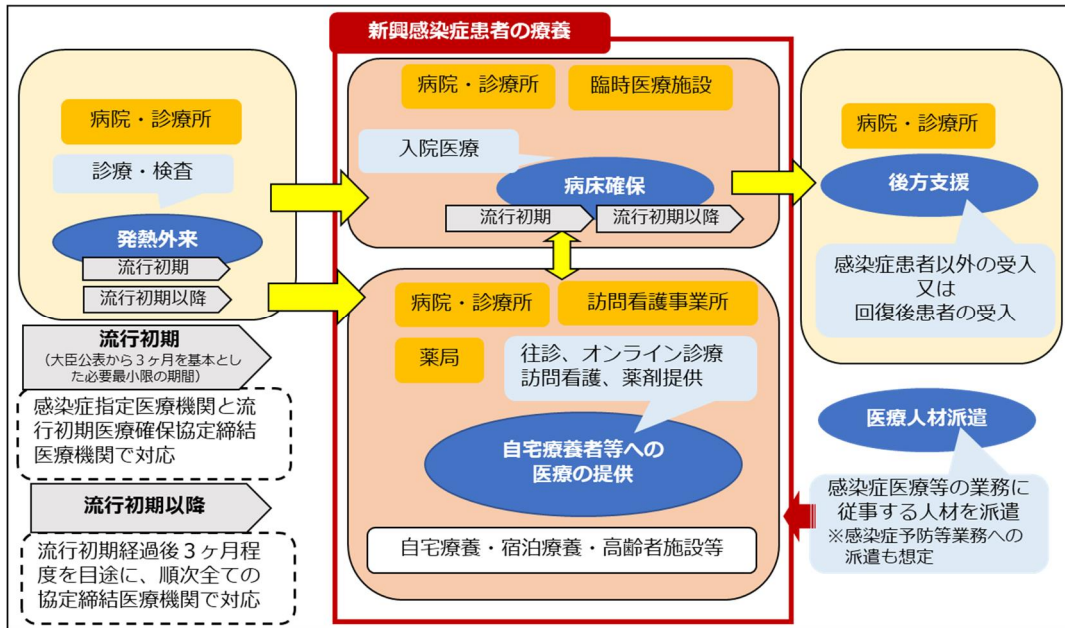 新興感染症患者の療養
病院・診療所
診療・検査
発熱外来
流行初期
流行初期以降
流行初期
（大臣公表から３ヶ月を基本とし
た必要最小限の期間）
感染症指定医療機関と流
行初期医療確保協定締結
医療機関で対応
流行初期以降
流行初期経過後３ヶ月程
度を目途に、順次全ての
協定締結医療機関で対応
病院・診療所
臨時医療施設
入院医療
病床確保
流行初期
流行初期以降
病院・診療所
訪問看護事業所
薬局
往診、オンライン診療
訪問看護、薬剤提供
自宅療養者等への
医療の提供
自宅療養・宿泊療養・高齢者施設等
病院・診療所
後方支援
感染症患者以外の受入
又は
回復後患者の受入
医療人材派遣
感染症医療等の業務に
従事する人材を派遣
※感染症予防等業務への
派遣も想定